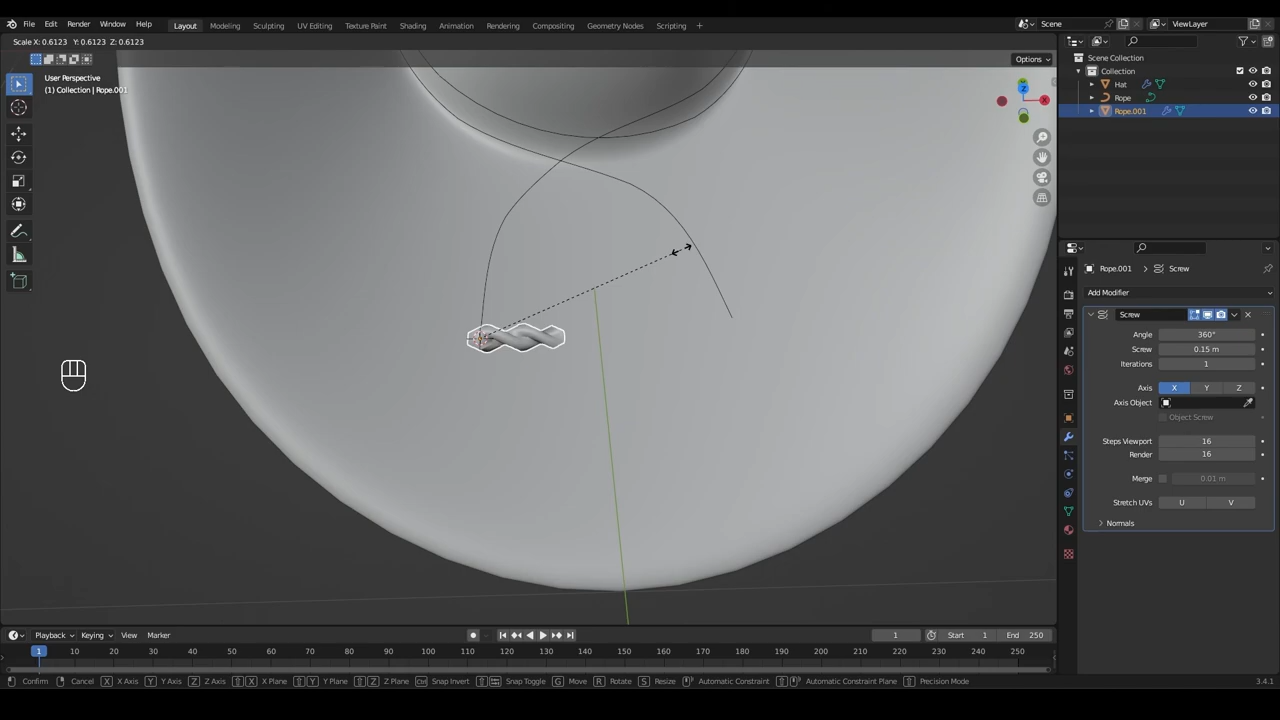 File Edit Render Window Help Layout Modeling Sculpting UV Editing Texture Paint Shading Animation Rendering Compositing Geometry Nodes Scripting + Scene ViewLayer
Scale X: 0.6123 Y: 0.6123 Z: 0.6123
Options
User Perspective
(1) Collection | Rope.001
Z
X
Scene Collection
Collection
Hat
Rope
Rope.001
Rope.001 > Screw
Add Modifier
Screw
Angle 360°
Screw 0.15 m
Iterations 1
Axis X Y Z
Axis Object
Object Screw
Steps Viewport 16
Render 16
Merge 0.01 m
Stretch UVs U V
Normals
Playback Keying View Marker 1 Start 1 End 250
1 10 20 30 40 50 60 70 80 90 100 110 120 130 140 150 160 170 180 190 200 210 220 230 240 250
Confirm Cancel X X Axis Y Y Axis Z Z Axis X X Plane Y Y Plane Z Z Plane Snap Invert Snap Toggle G Move R Rotate S Resize Automatic Constraint Automatic Constraint Plane Precision Mode 3.4.1